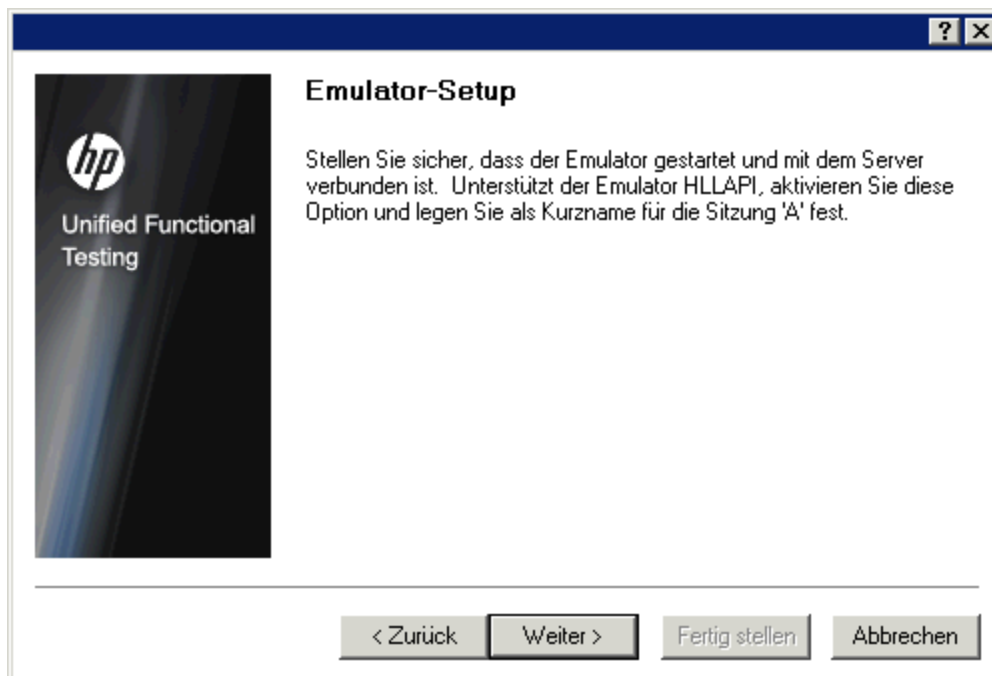 ?
Emulator-Setup
hp
Stellen Sie sicher, dass der Emulator gestartet und mit dem Server
verbunden ist. Unterstützt der Emulator HLLAPI, aktivieren Sie diese
Option und legen Sie als Kurzname für die Sitzung 'A' fest.
Unified Functional
Testing
< Zurück
Weiter >
Fertig stellen
Abbrechen